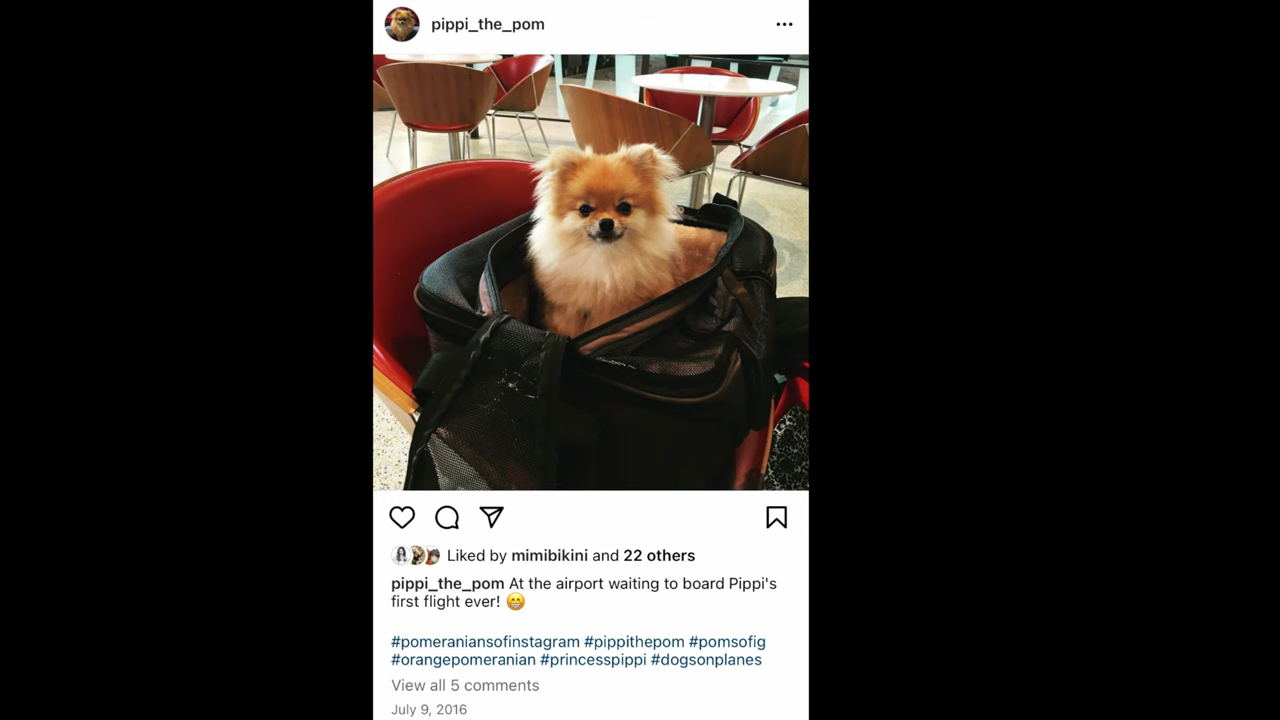 pippi_the_pom
Liked by mimibikini and 22 others
pippi_the_pom At the airport waiting to board Pippi's
first flight ever! 😁
#pomeraniansofinstagram #pippithepom #pomsofig
#orangepomeranian #princesspippi #dogsonplanes
View all 5 comments
July 9, 2016